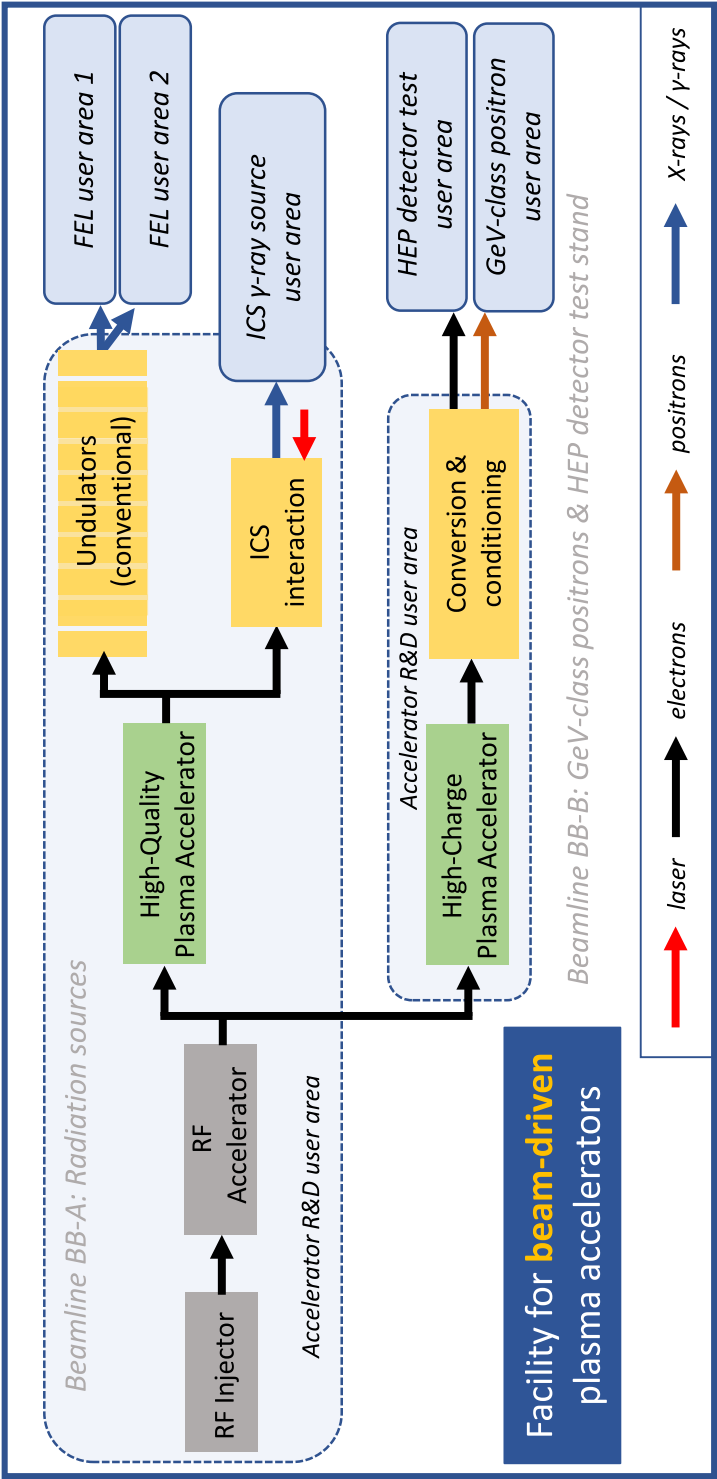 Beamline BB-A: Radiation sources
RF Injector
RF
Accelerator
Accelerator R&D user area
High-Quality
Plasma Accelerator
Undulators
(conventional)
ICS
interaction
FEL user area 1
FEL user area 2
ICS γ-ray source
user area
Accelerator R&D user area
High-Charge
Plasma Accelerator
Conversion &
conditioning
HEP detector test
user area
GeV-class positron
user area
Beamline BB-B: GeV-class positrons & HEP detector test stand
Facility for beam-driven
plasma accelerators
laser
electrons
positrons
X-rays / γ-rays